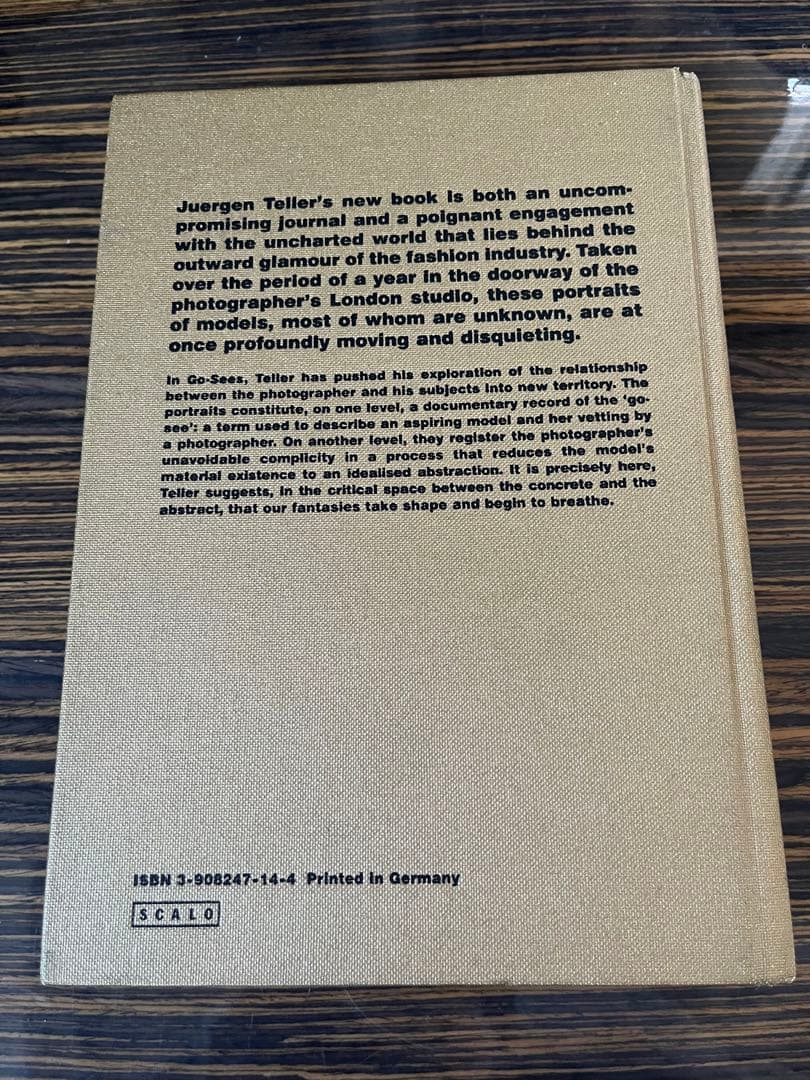 Juergen Teller's new book is both an uncom-
promising journal and a poignant engagement
with the uncharted world that lies behind the
outward glamour of the fashion industry. Taken
over the period of a year in the doorway of the
photographer's London studio, these portraits
of models, most of whom are unknown, are at
once profoundly moving and disquieting.
In Go-Sees, Teller has pushed his exploration of the relationship
between the photographer and his subjects into new territory. The
portraits constitute, on one level, a documentary record of the 'go-
see': a term used to describe an aspiring model and her vetting by
a photographer. On another level, they register the photographer's
unavoidable complicity in a process that reduces the model's
material existence to an idealised abstraction. It is precisely here,
Teller suggests, in the critical space between the concrete and the
abstract, that our fantasies take shape and begin to breathe.
ISBN 3-908247-14-4 Printed in Germany
SCALO